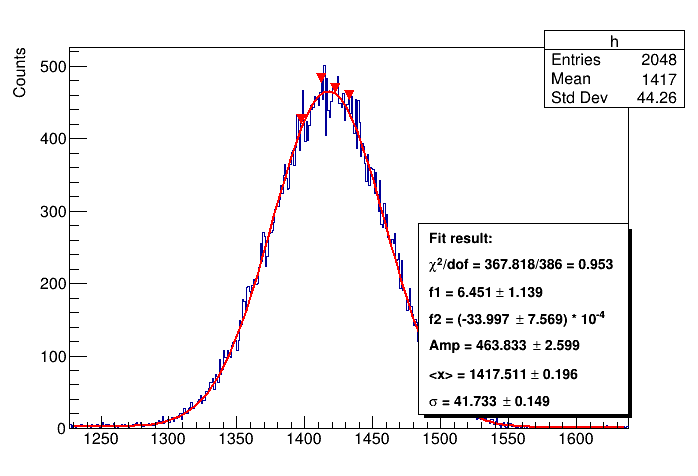 h
Entries 2048
Mean 1417
Std Dev 44.26
Counts
500
400
300
200
100
0
Fit result:
χ²/dof = 367.818/386 = 0.953
f1 = 6.451 ± 1.139
f2 = (-33.997 ± 7.569) * 10⁻⁴
Amp = 463.833 ± 2.599
<x> = 1417.511 ± 0.196
σ = 41.733 ± 0.149
1250 1300 1350 1400 1450 1500 1550 1600